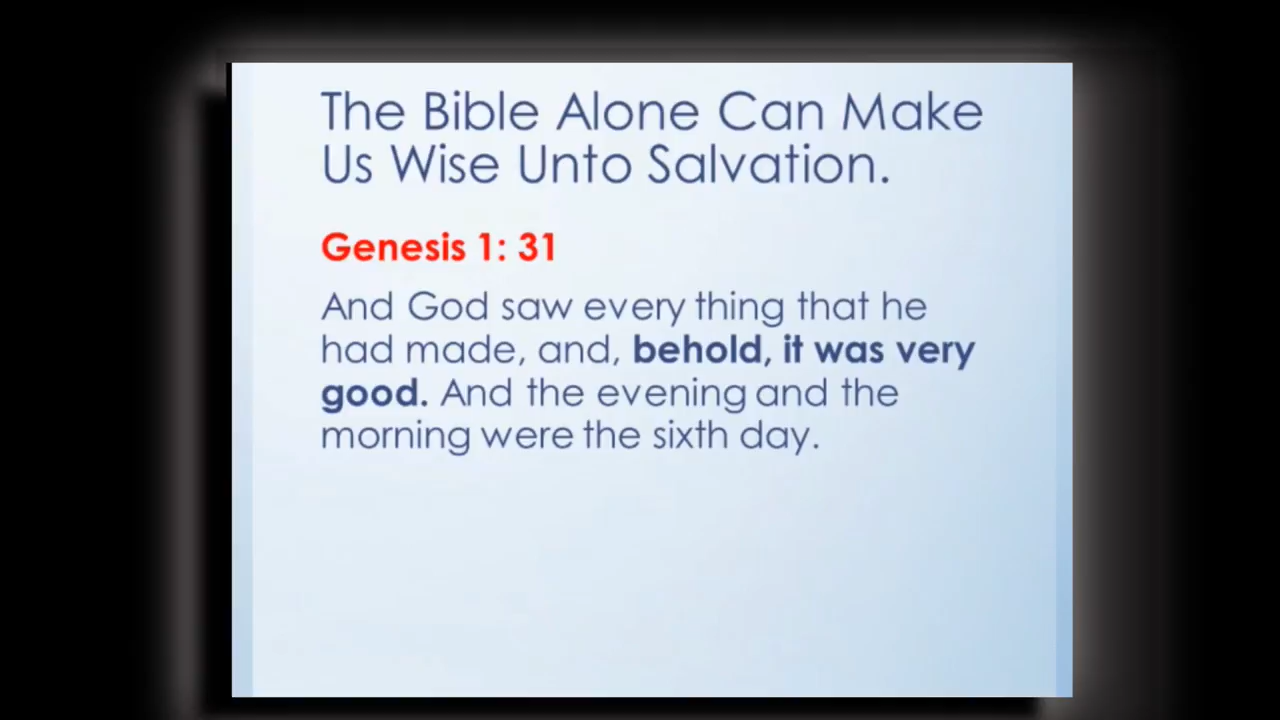 The Bible Alone Can Make
Us Wise Unto Salvation.
Genesis 1: 31
And God saw every thing that he
had made, and, behold, it was very
good. And the evening and the
morning were the sixth day.